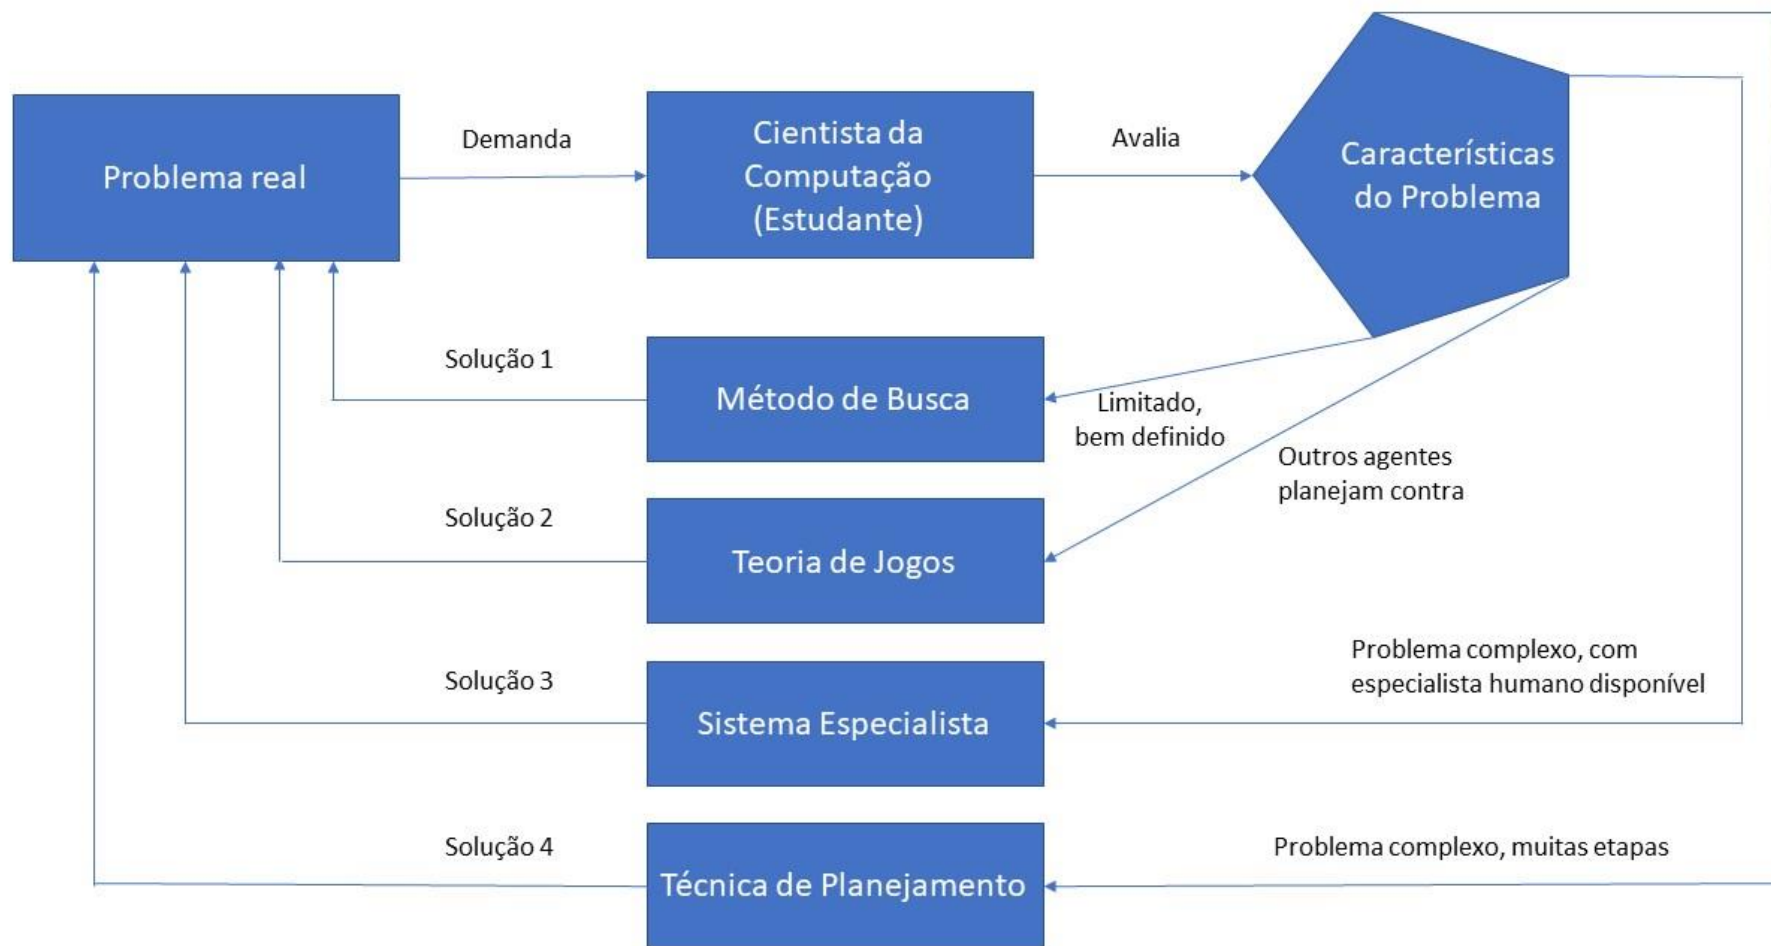 Problema real
Demanda
Cientista da
Computação
(Estudante)
Avalia
Característísticas
do Problema
Solução 1
Método de Busca
Limitado,
bem definido
Outros agentes
planejam contra
Solução 2
Teoria de Jogos
Problema complexo, com
especialista humano disponível
Solução 3
Sistema Especialista
Solução 4
Técnica de Planejamento
Problema complexo, muitas etapas